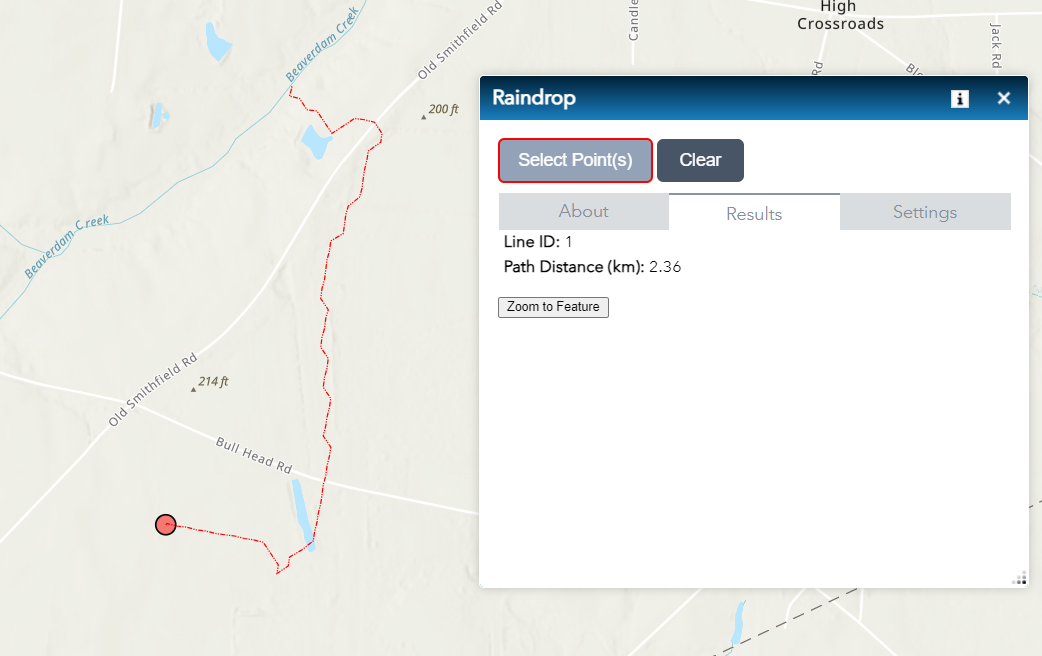 Beaverdam Creek
Old Smithfield Rd
Candle
High
Crossroads
Jack Rd
Rd
200 ft
Raindrop
Select Point(s)
Clear
About
Results
Settings
Line ID: 1
Path Distance (km): 2.36
Zoom to Feature
Beaverdam Creek
Old Smithfield Rd
214 ft
Bull Head Rd